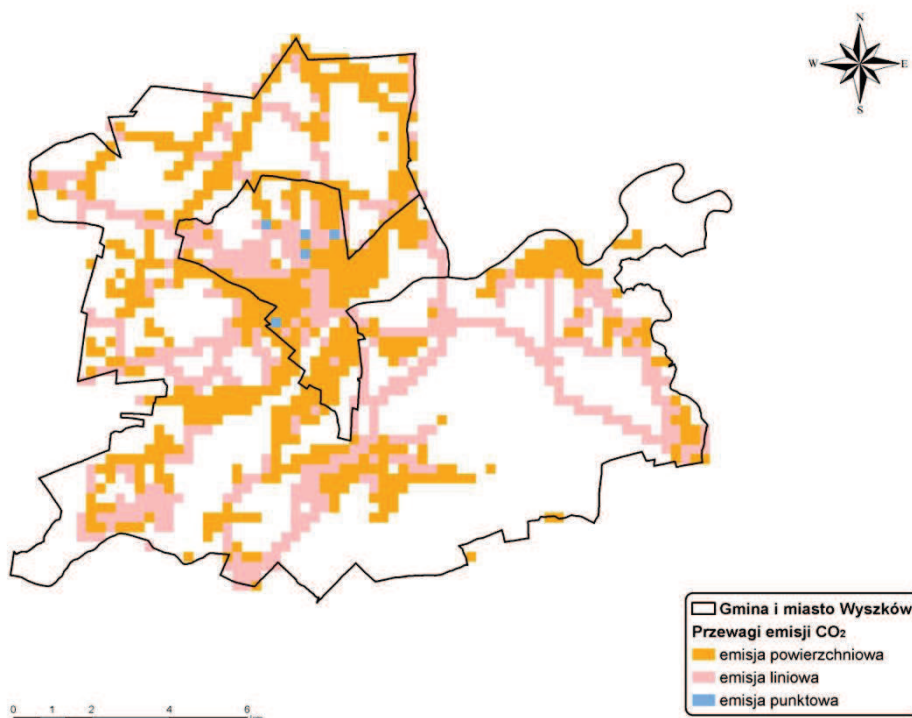 N
W E
S
Gmina i miasto Wyszków
Przewagi emisji CO₂
emisja powierzchniowa
emisja liniowa
emisja punktowa
0 1 2 4 6